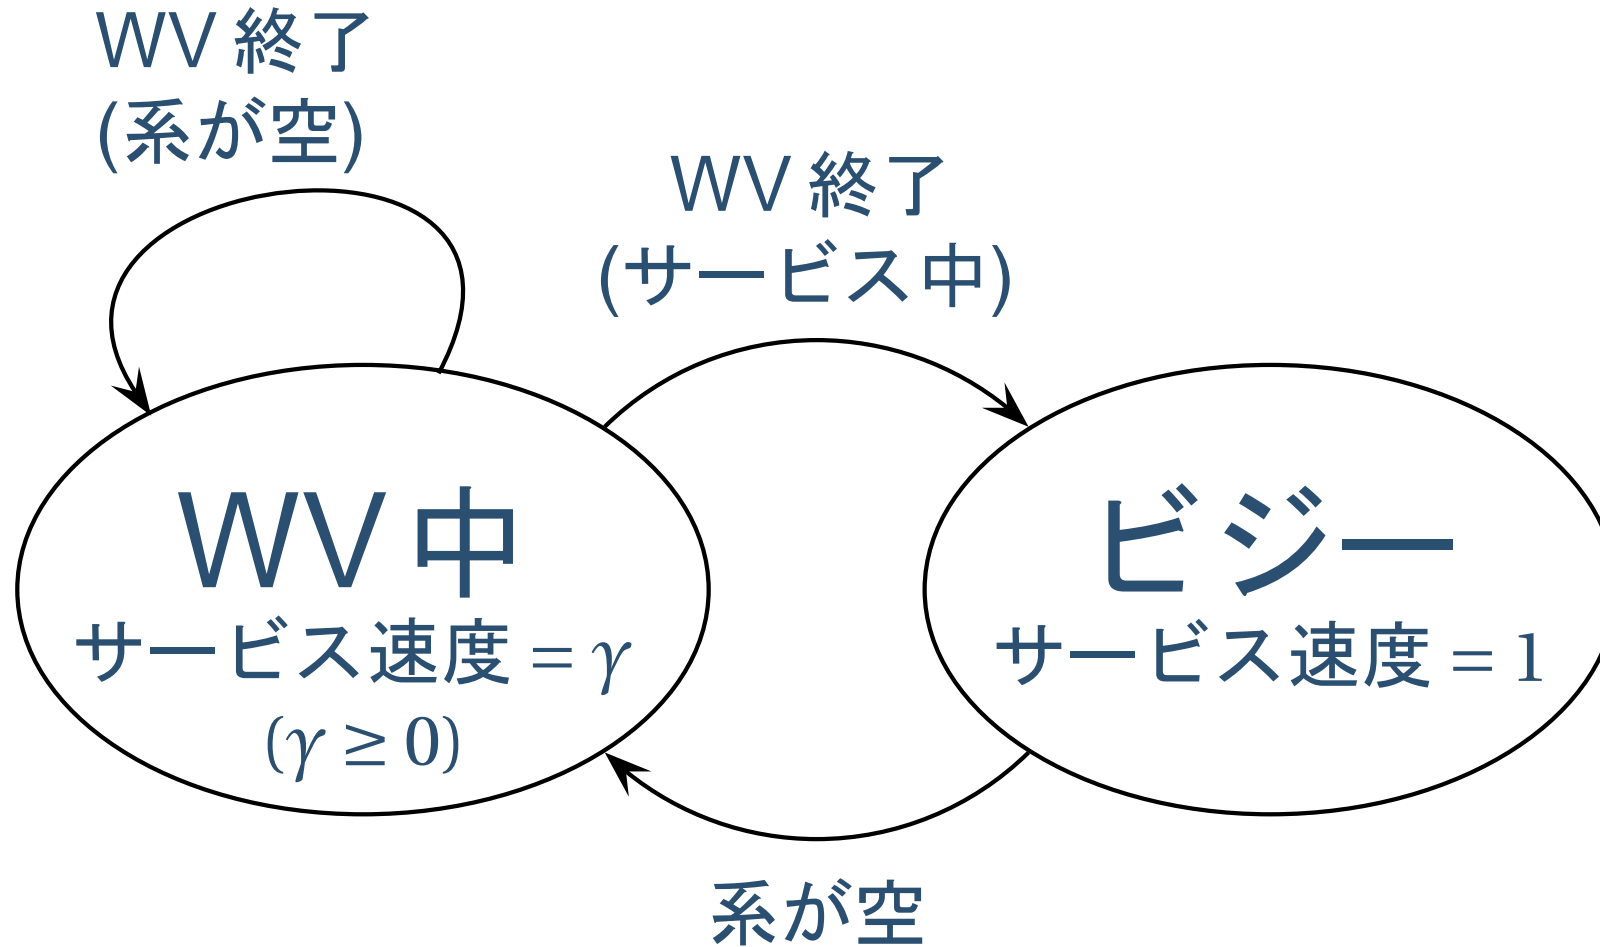 WV 終了
(系が空)
WV 終了
(サービス中)
WV 中
サービス速度 = γ
(γ ≥ 0)
ビジー
サービス速度 = 1
系が空